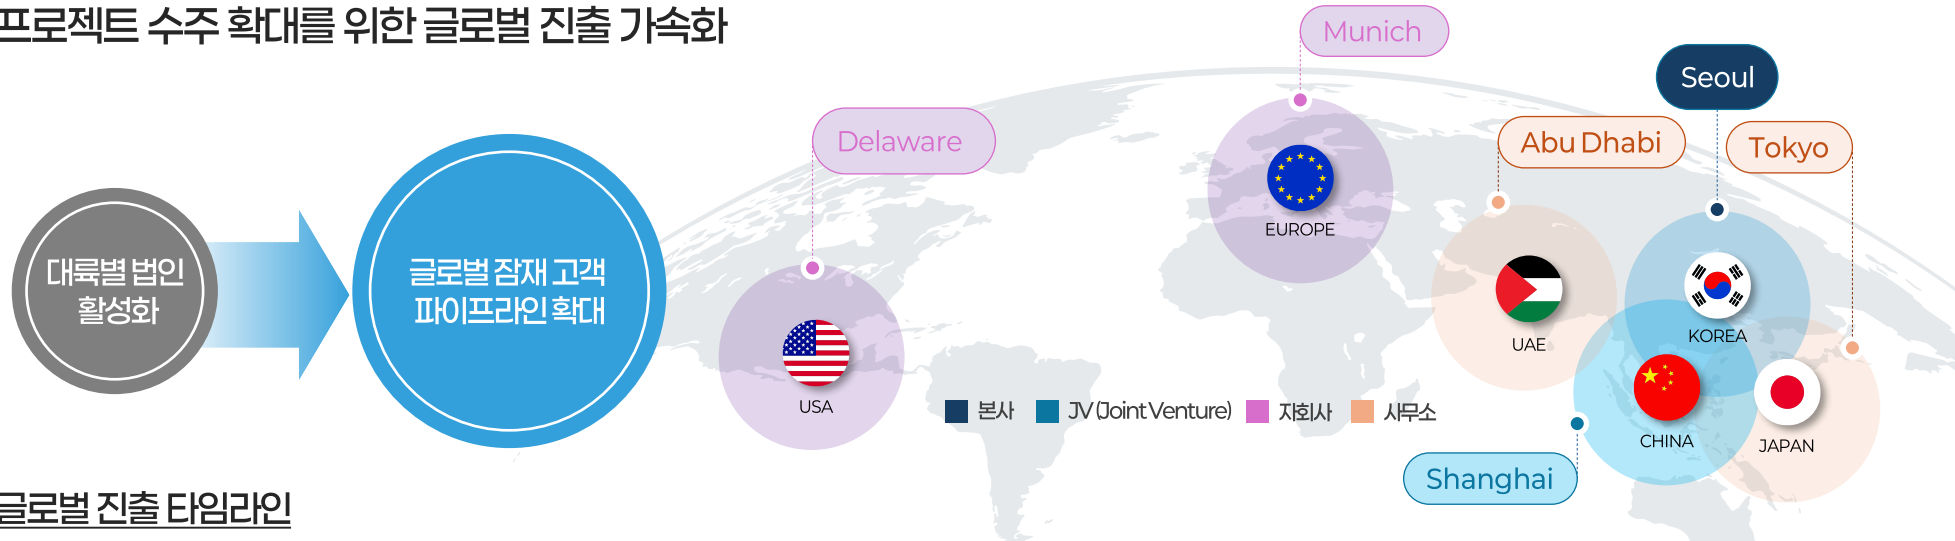 프로젝트 수주 확대를 위한 글로벌 진출 가속화
Munich
Seoul
Delaware
Abu Dhabi
Tokyo
EUROPE
대륙별 법인
활성화
글로벌 잠재 고객
파이프라인 확대
UAE
KOREA
USA
본사
JV (Joint Venture)
자회사
사무소
CHINA
JAPAN
Shanghai
글로벌 진출 타임라인